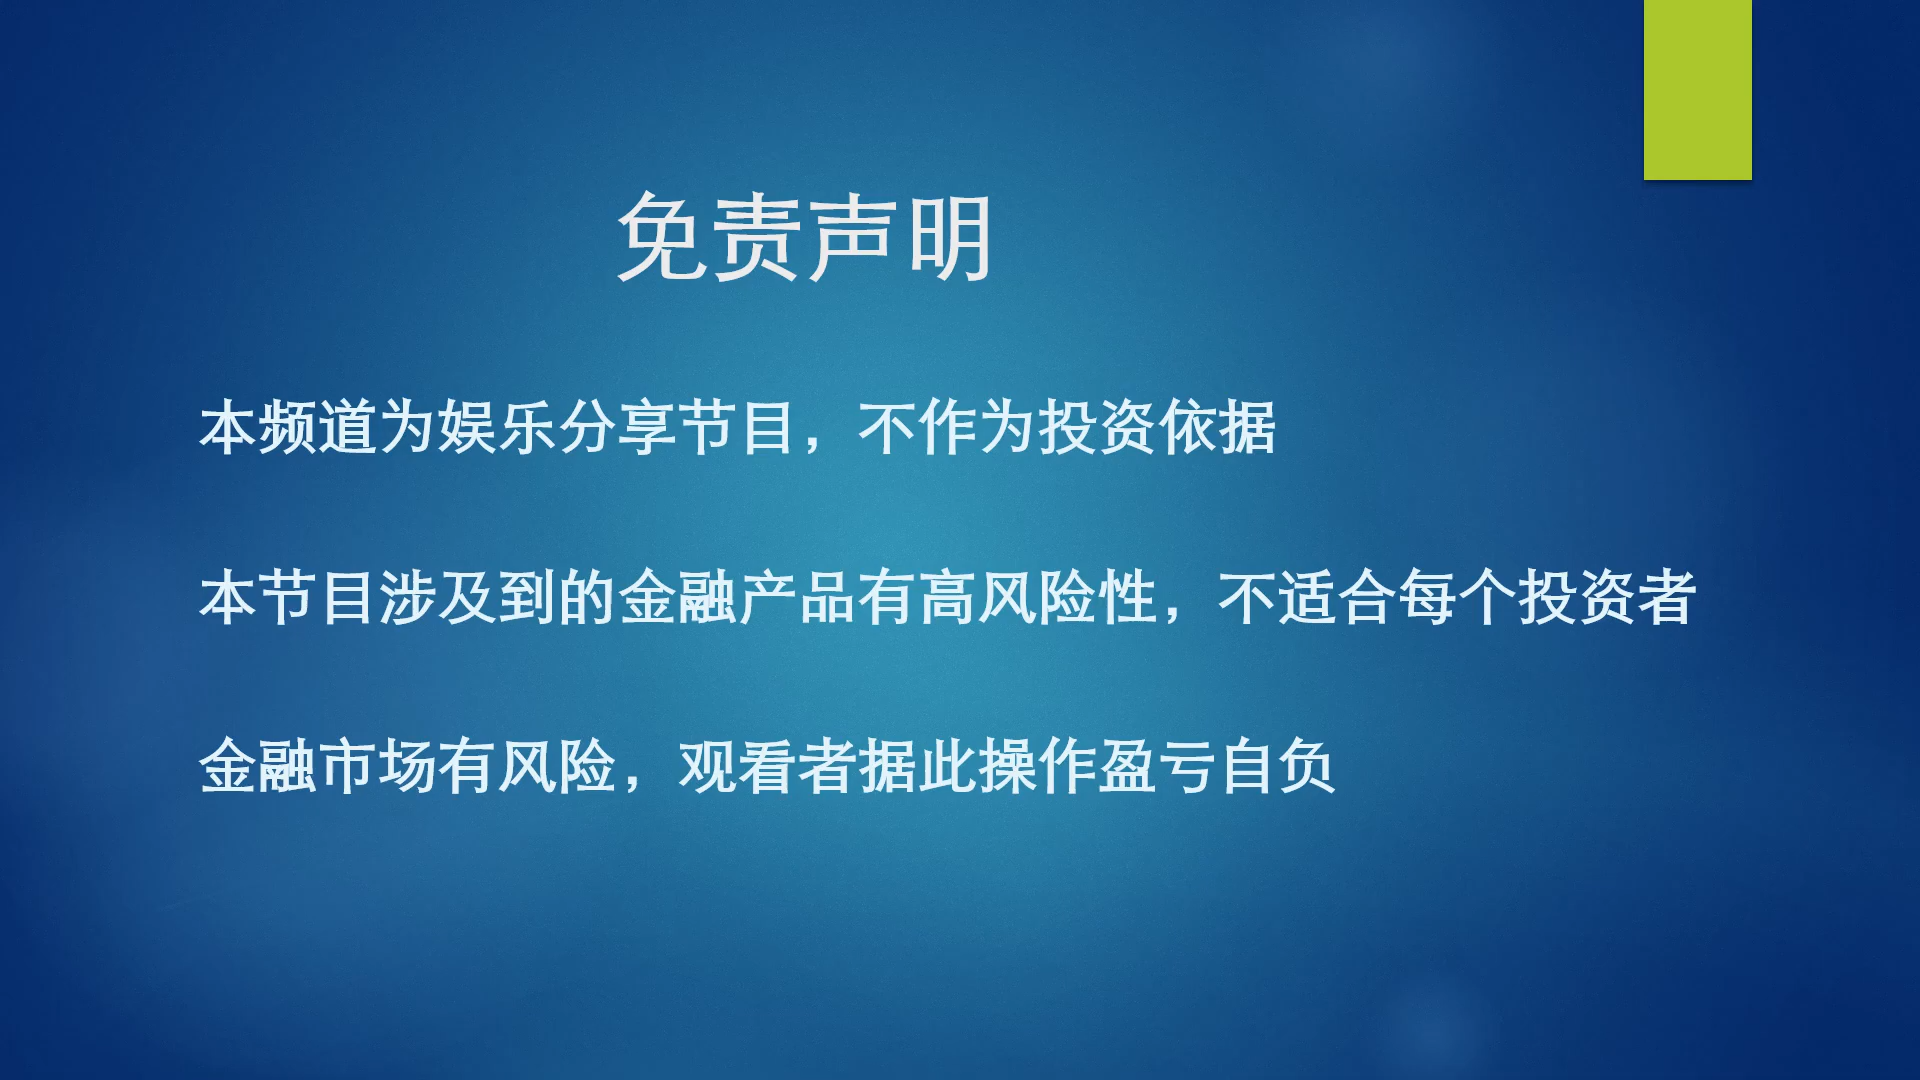 免责声明
本频道为娱乐分享节目，不作为投资依据
本节目涉及到的金融产品有高风险性，不适合每个投资者
金融市场有风险，观看者据此操作盈亏自负